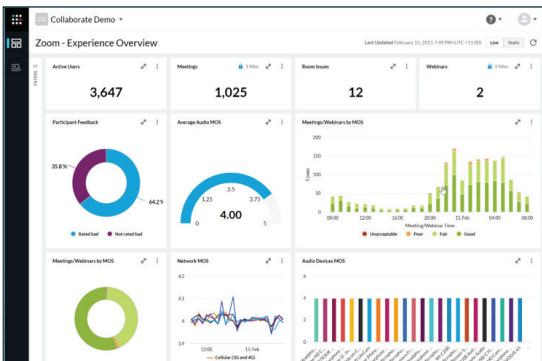 CD Collaborate Demo
Zoom - Experience Overview
Last Updated February 15, 2021 7:49 PM (UTC +11:00) Live Static
FILTERS
Active Users
3,647
Meetings 1 filter
1,025
Room Issues
12
Webinars 1 filter
2
Participant Feedback
35.8%
64.2%
Rated bad Not rated bad
Average Audio MOS
0
1.25
2.5
3.75
5
4.00
Meetings/Webinars by MOS
Count
200
150
100
50
0
08:00 12:00 16:00 20:00 15. Feb 04:00 08:00
Meeting/Webinar Time
Unacceptable Poor Fair Good
Meetings/Webinars by MOS
Network MOS
4.2
4.1
4
3.9
12:00 15. Feb
Cellular (3G and 4G)
Audio Devices MOS
6
4
2
0